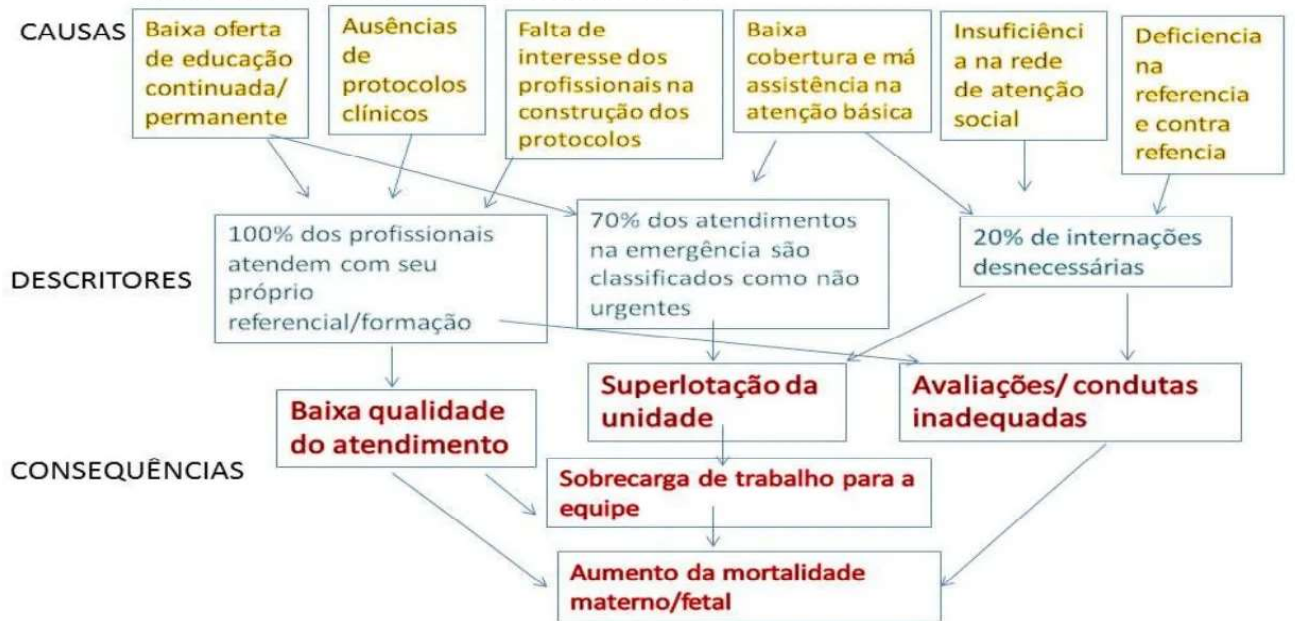 CAUSAS
Baixa oferta
de educação
continuada/
permanente
Ausências
de
protocolos
clínicos
Falta de
interesse dos
profissionais na
construção dos
protocolos
Baixa
cobertura e má
assistência na
atenção básica
Insuficiênci
a na rede
de atenção
social
Deficiencia
na
referencia
e contra
refencia
DESCRITORES
100% dos profissionais
atendem com seu
próprio
referencial/formação
70% dos atendimentos
na emergência são
classificados como não
urgentes
20% de internações
desnecessárias
CONSEQUÊNCIAS
Baixa qualidade
do atendimento
Superlotação da
unidade
Avaliações/ condutas
inadequadas
Sobrecarga de trabalho para a
equipe
Aumento da mortalidade
materno/fetal